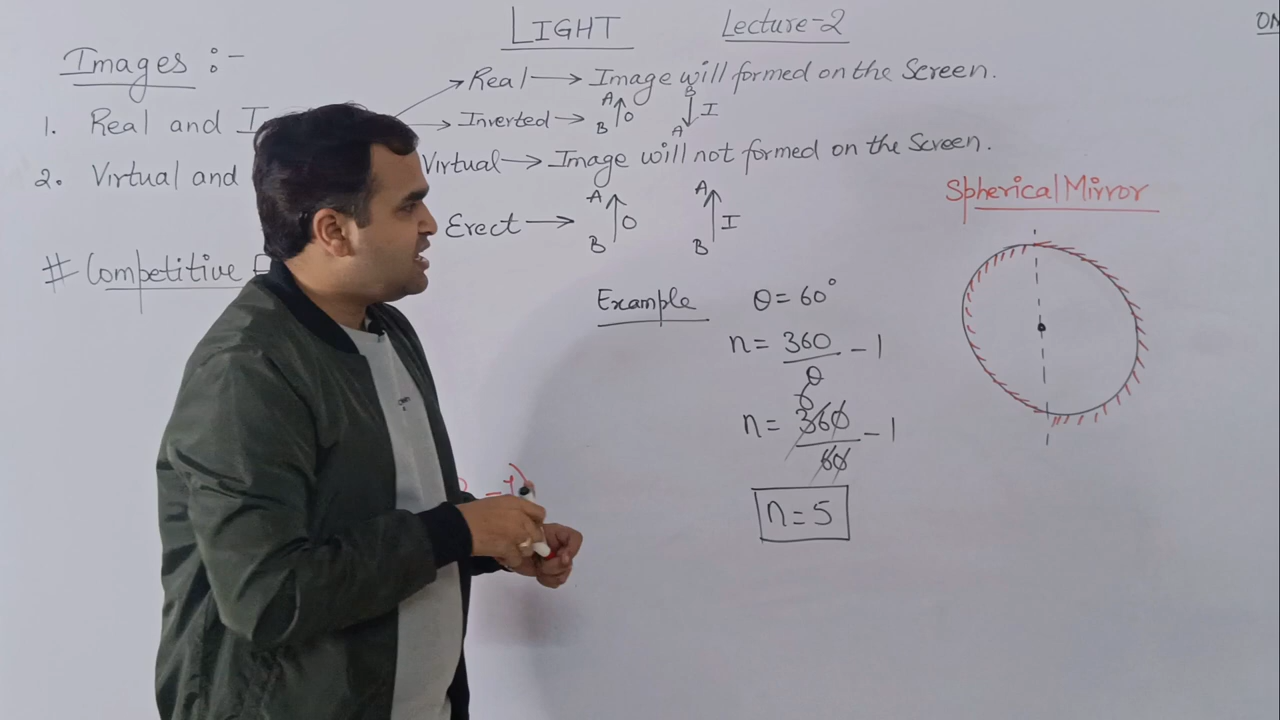 LIGHT Lecture-2
ON
Images :-
Real → Image will formed on the Screen.
1. Real and I
Inverted → A B O B A I
Virtual → Image will not formed on the Screen.
2. Virtual and
Erect → A B O A B I
Spherical Mirror
# Competitive E
Example θ = 60°
n = 360/θ - 1
6
n = 360/60 - 1
n = 5